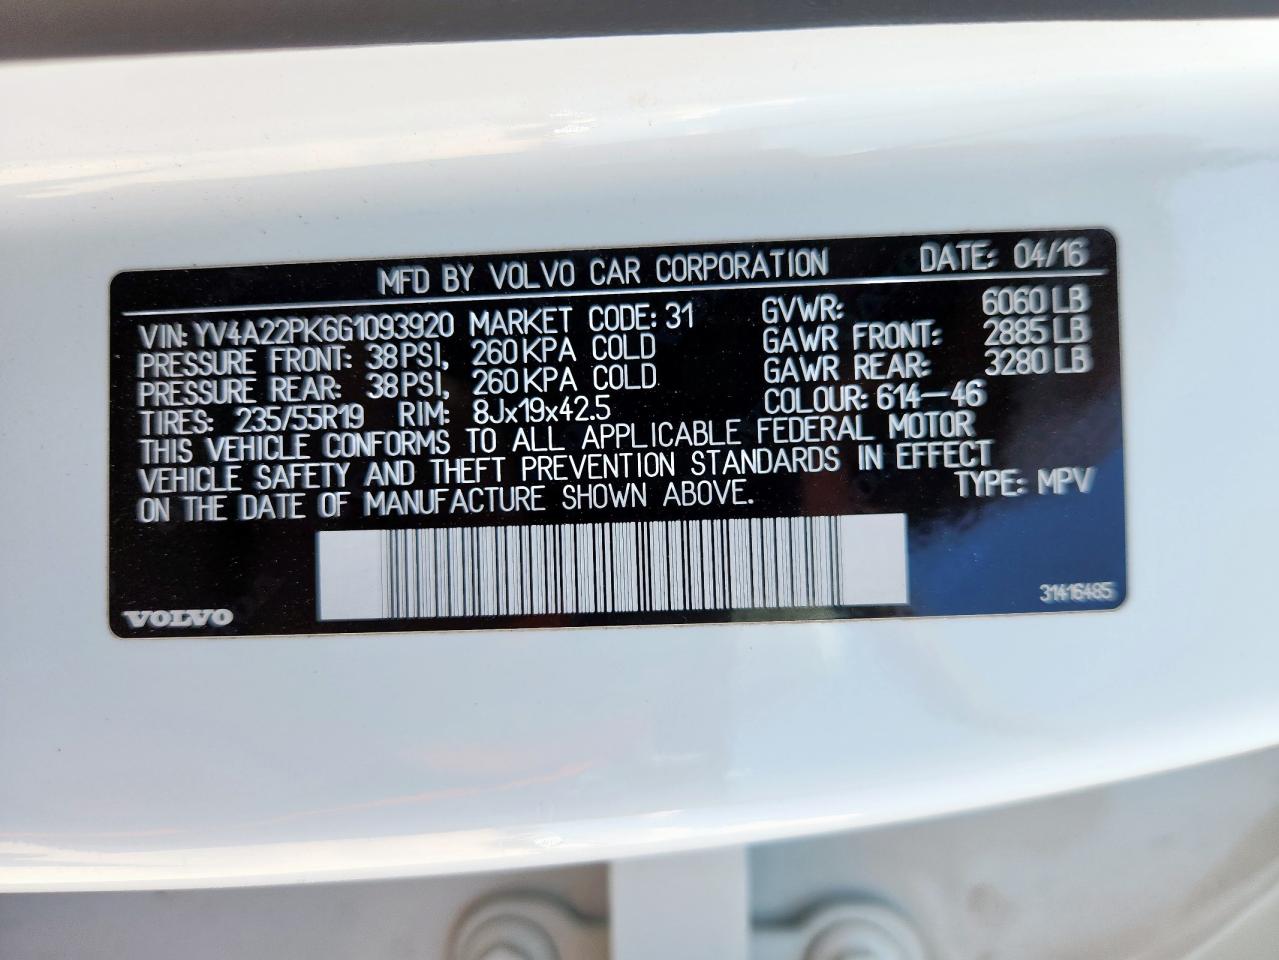 MFD BY VOLVO CAR CORPORATION DATE: 04/16
VIN: YV4A22PK6G1093920 MARKET CODE: 31 GVWR: 6060 LB
PRESSURE FRONT: 38 PSI, 260 KPA COLD GAWR FRONT: 2885 LB
PRESSURE REAR: 38 PSI, 260 KPA COLD GAWR REAR: 3280 LB
TIRES: 235/55R19 RIM: 8Jx19x42.5 COLOUR: 614-46
THIS VEHICLE CONFORMS TO ALL APPLICABLE FEDERAL MOTOR
VEHICLE SAFETY AND THEFT PREVENTION STANDARDS IN EFFECT
ON THE DATE OF MANUFACTURE SHOWN ABOVE. TYPE: MPV
VOLVO 31416485